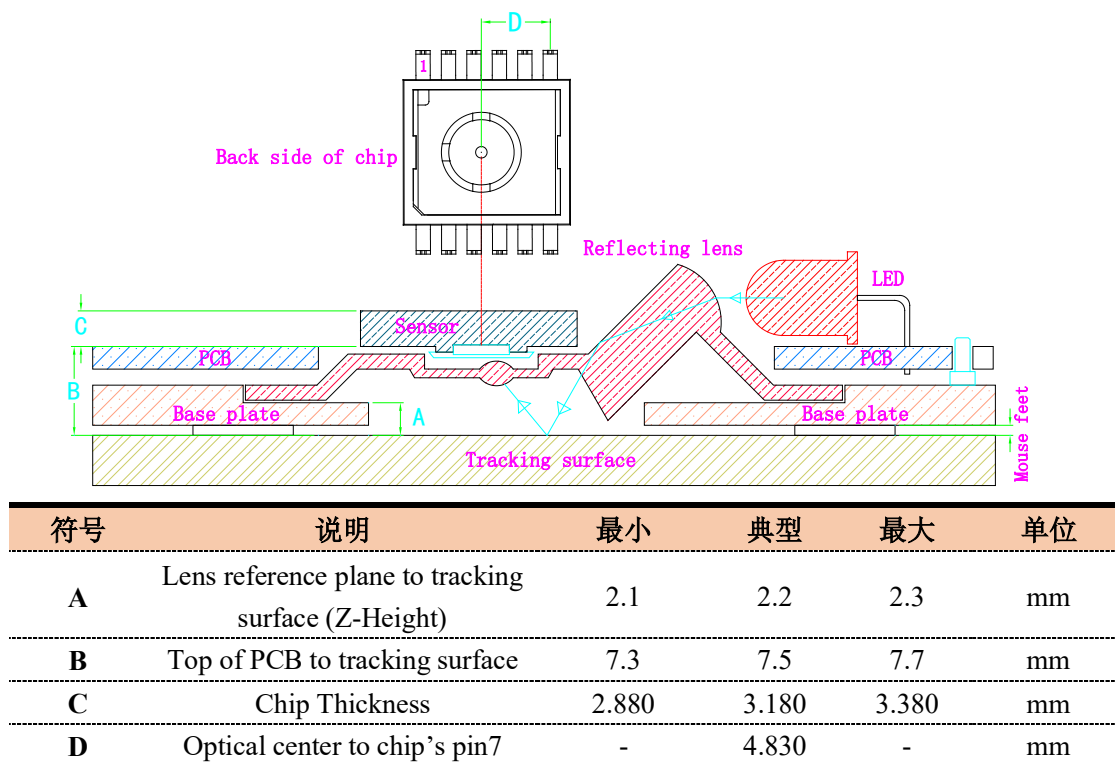 D
1
Back side of chip
Reflecting lens
LED
C
Sensor
PCB
PCB
B
Base plate
A
Base plate
Mouse feet
Tracking surface
符号 说明 最小 典型 最大 单位
A Lens reference plane to tracking surface (Z-Height) 2.1 2.2 2.3 mm
B Top of PCB to tracking surface 7.3 7.5 7.7 mm
C Chip Thickness 2.880 3.180 3.380 mm
D Optical center to chip's pin7 - 4.830 - mm